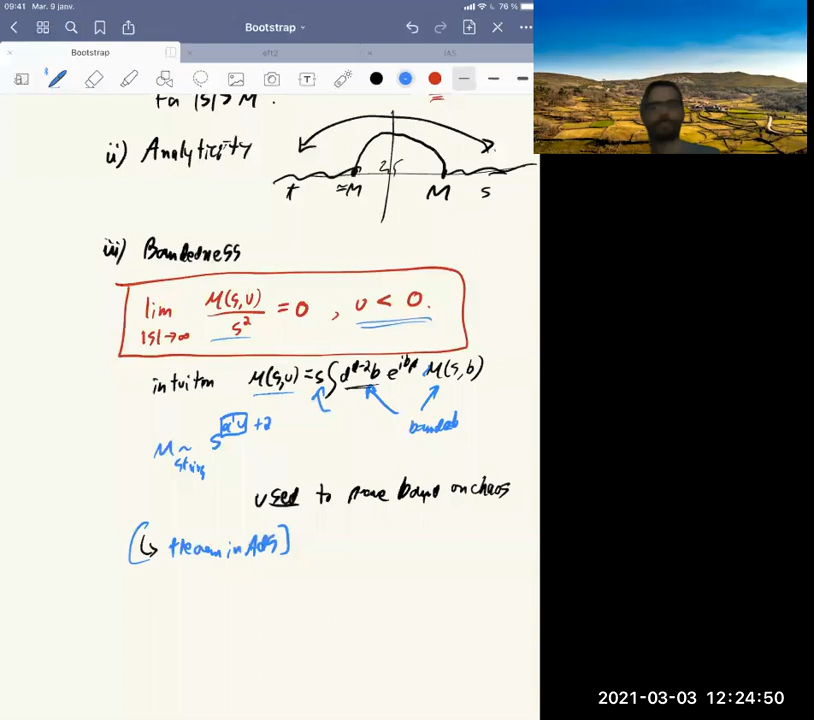 09:41 Mar. 9 janv.
76 %
Bootstrap
Bootstrap
eft2
IAS
For |s| > M.
ii) Analyticity
t
-M
M
s
iii) Boundedness
lim M(s,u)/s² = 0 , u < 0.
|s|→∞
intuition M(s,u) = s∫d^{D-2}b e^{ibp} M(s,b)
bounded
M ~ s^{α'u+2}
string
used to prove bound on chaos
[↳ theorem in AdS]
2021-03-03 12:24:50